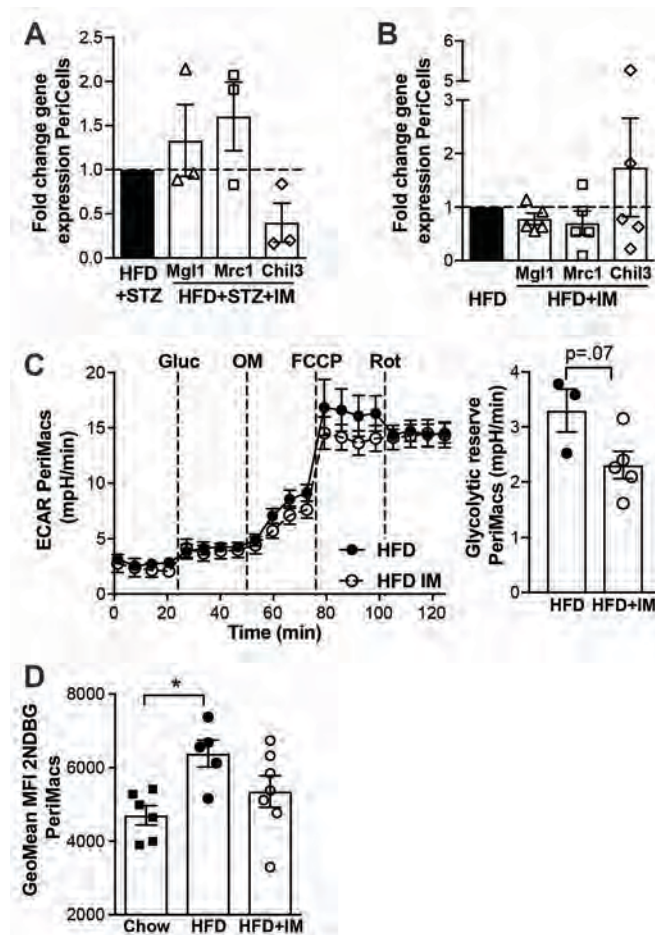 A
Fold change gene
expression PeriCells
2.5
2.0
1.5
1.0
0.5
0.0
HFD
+STZ
Mgl1 Mrc1 Chil3
HFD+STZ+IM
B
Fold change gene
expression PeriCells
6
5
3
2
1
0
HFD
Mgl1 Mrc1 Chil3
HFD+IM
C
Gluc OM FCCP Rot
ECAR PeriMacs
(mpH/min)
20
15
10
5
0
0 20 40 60 80 100 120
Time (min)
HFD
HFD IM
p=.07
Glycolytic reserve
PeriMacs (mpH/min)
4
3
2
1
0
HFD HFD+IM
D
*
GeoMean MFI 2NDBG
PeriMacs
8000
6000
4000
2000
Chow HFD HFD+IM